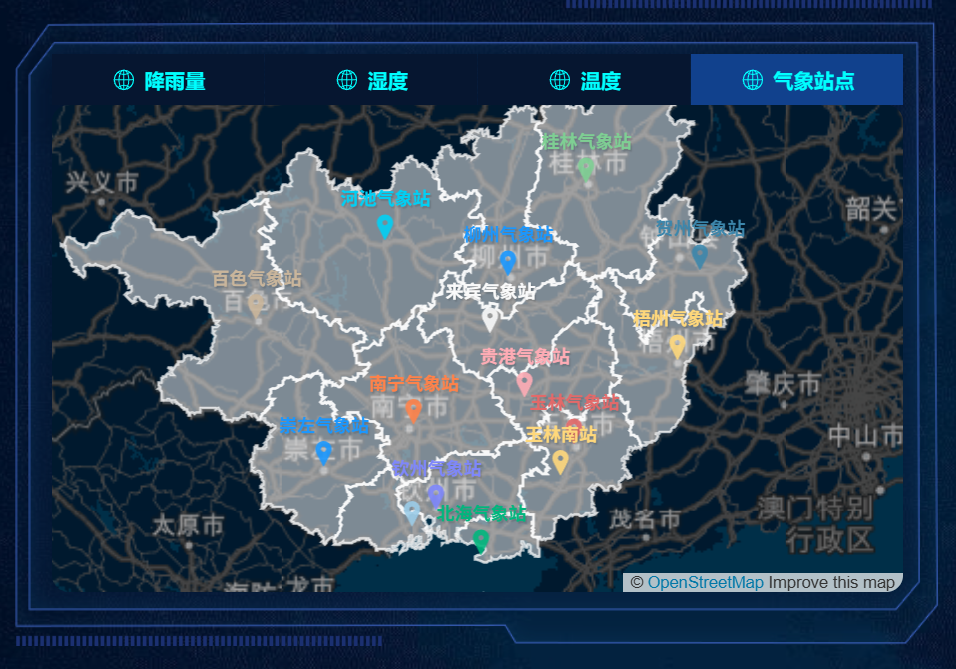 降雨量
湿度
温度
气象站点
桂林气象站
桂林市
兴义市
河池气象站
韶关
贺州气象站
柳州气象站
柳州市
百色气象站
来宾气象站
梧州气象站
梧州市
贵港气象站
南宁气象站
南宁市
肇庆市
玉林气象站
崇左气象站
玉林南站
中山市
钦州气象站
钦州市
北海气象站
太原市
茂名市
澳门特别
行政区
龙市
© OpenStreetMap Improve this map